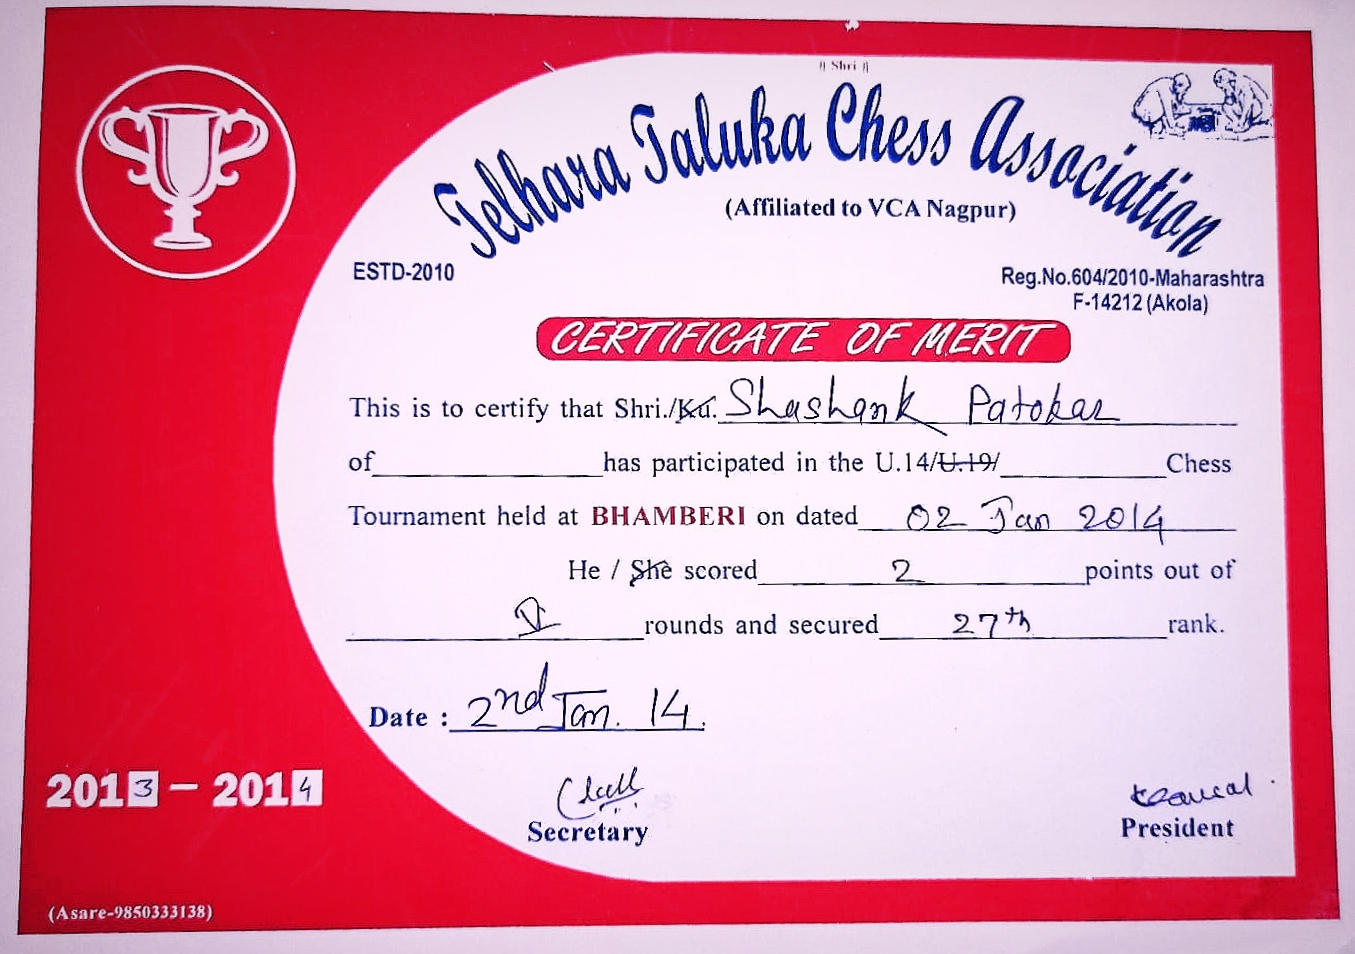 ॥ Shri ॥
Telhara Taluka Chess Association
(Affiliated to VCA Nagpur)
ESTD-2010
Reg.No.604/2010-Maharashtra
F-14212 (Akola)
CERTIFICATE OF MERIT
This is to certify that Shri./Ku. Shashank Patokar
of has participated in the U.14/U.19/ Chess
Tournament held at BHAMBERI on dated 02 Jan 2014
He / She scored 2 points out of
V rounds and secured 27th rank.
Date : 2nd Jan. 14.
2013 – 2014
Secretary
President
(Asare-9850333138)